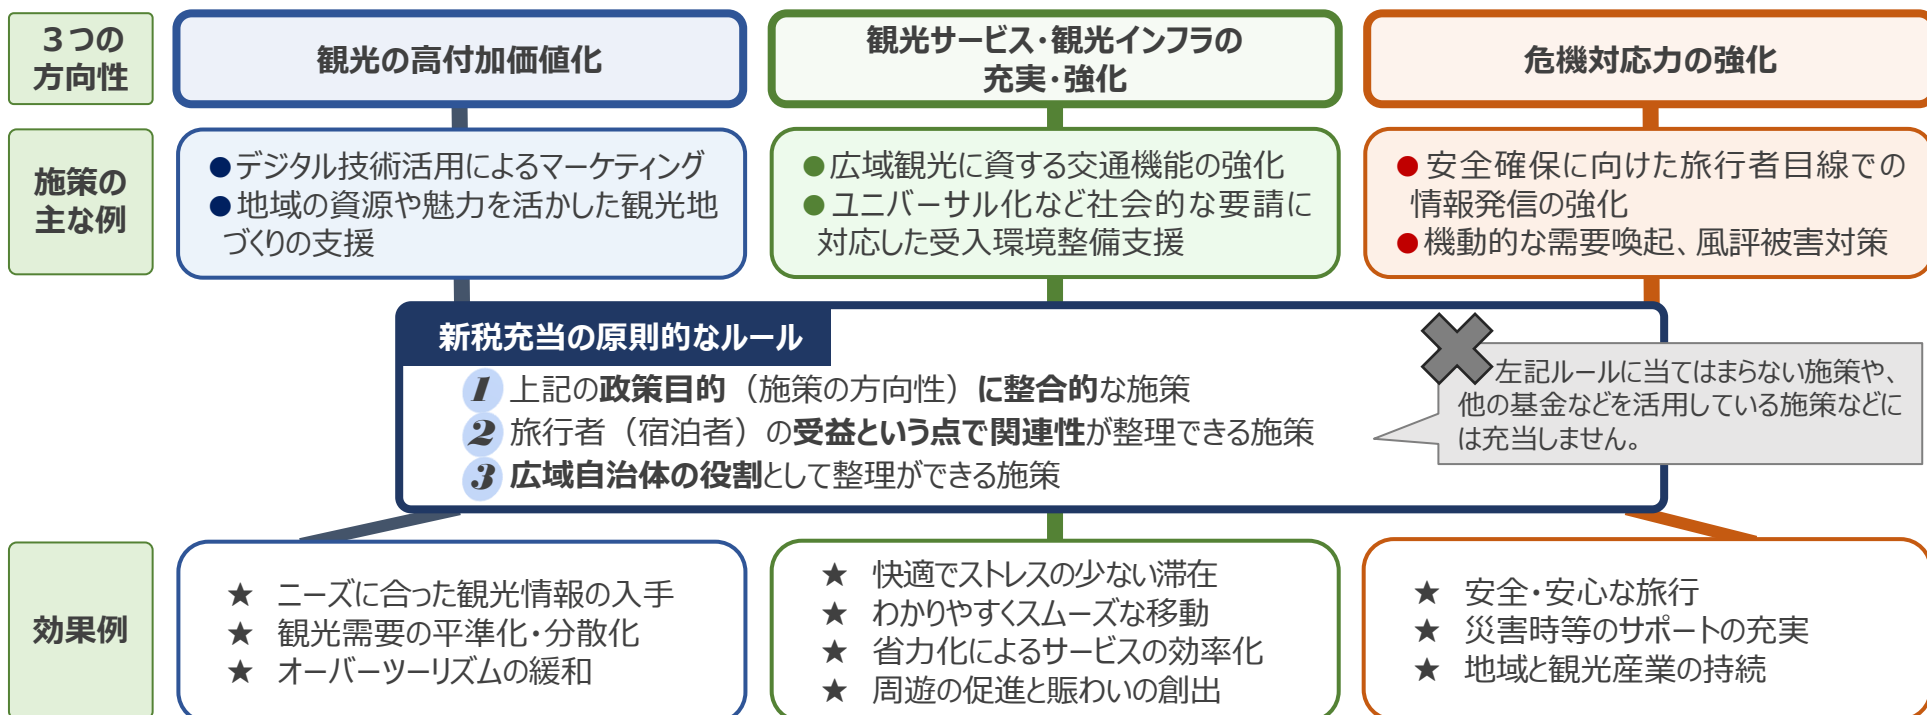 3つの
方向性
観光の高付加価値化
観光サービス・観光インフラの
充実・強化
危機対応力の強化
施策の
主な例
●デジタル技術活用によるマーケティング
●地域の資源や魅力を活かした観光地
づくりの支援
●広域観光に資する交通機能の強化
●ユニバーサル化など社会的な要請に
対応した受入環境整備支援
●安全確保に向けた旅行者目線での
情報発信の強化
●機動的な需要喚起、風評被害対策
新税充当の原則的なルール
1 上記の政策目的（施策の方向性）に整合的な施策
2 旅行者（宿泊者）の受益という点で関連性が整理できる施策
3 広域自治体の役割として整理ができる施策
左記ルールに当てはまらない施策や、
他の基金などを活用している施策などに
は充当しません。
効果例
★ ニーズに合った観光情報の入手
★ 観光需要の平準化・分散化
★ オーバーツーリズムの緩和
★ 快適でストレスの少ない滞在
★ わかりやすくスムーズな移動
★ 省力化によるサービスの効率化
★ 周遊の促進と賑わいの創出
★ 安全・安心な旅行
★ 災害時等のサポートの充実
★ 地域と観光産業の持続